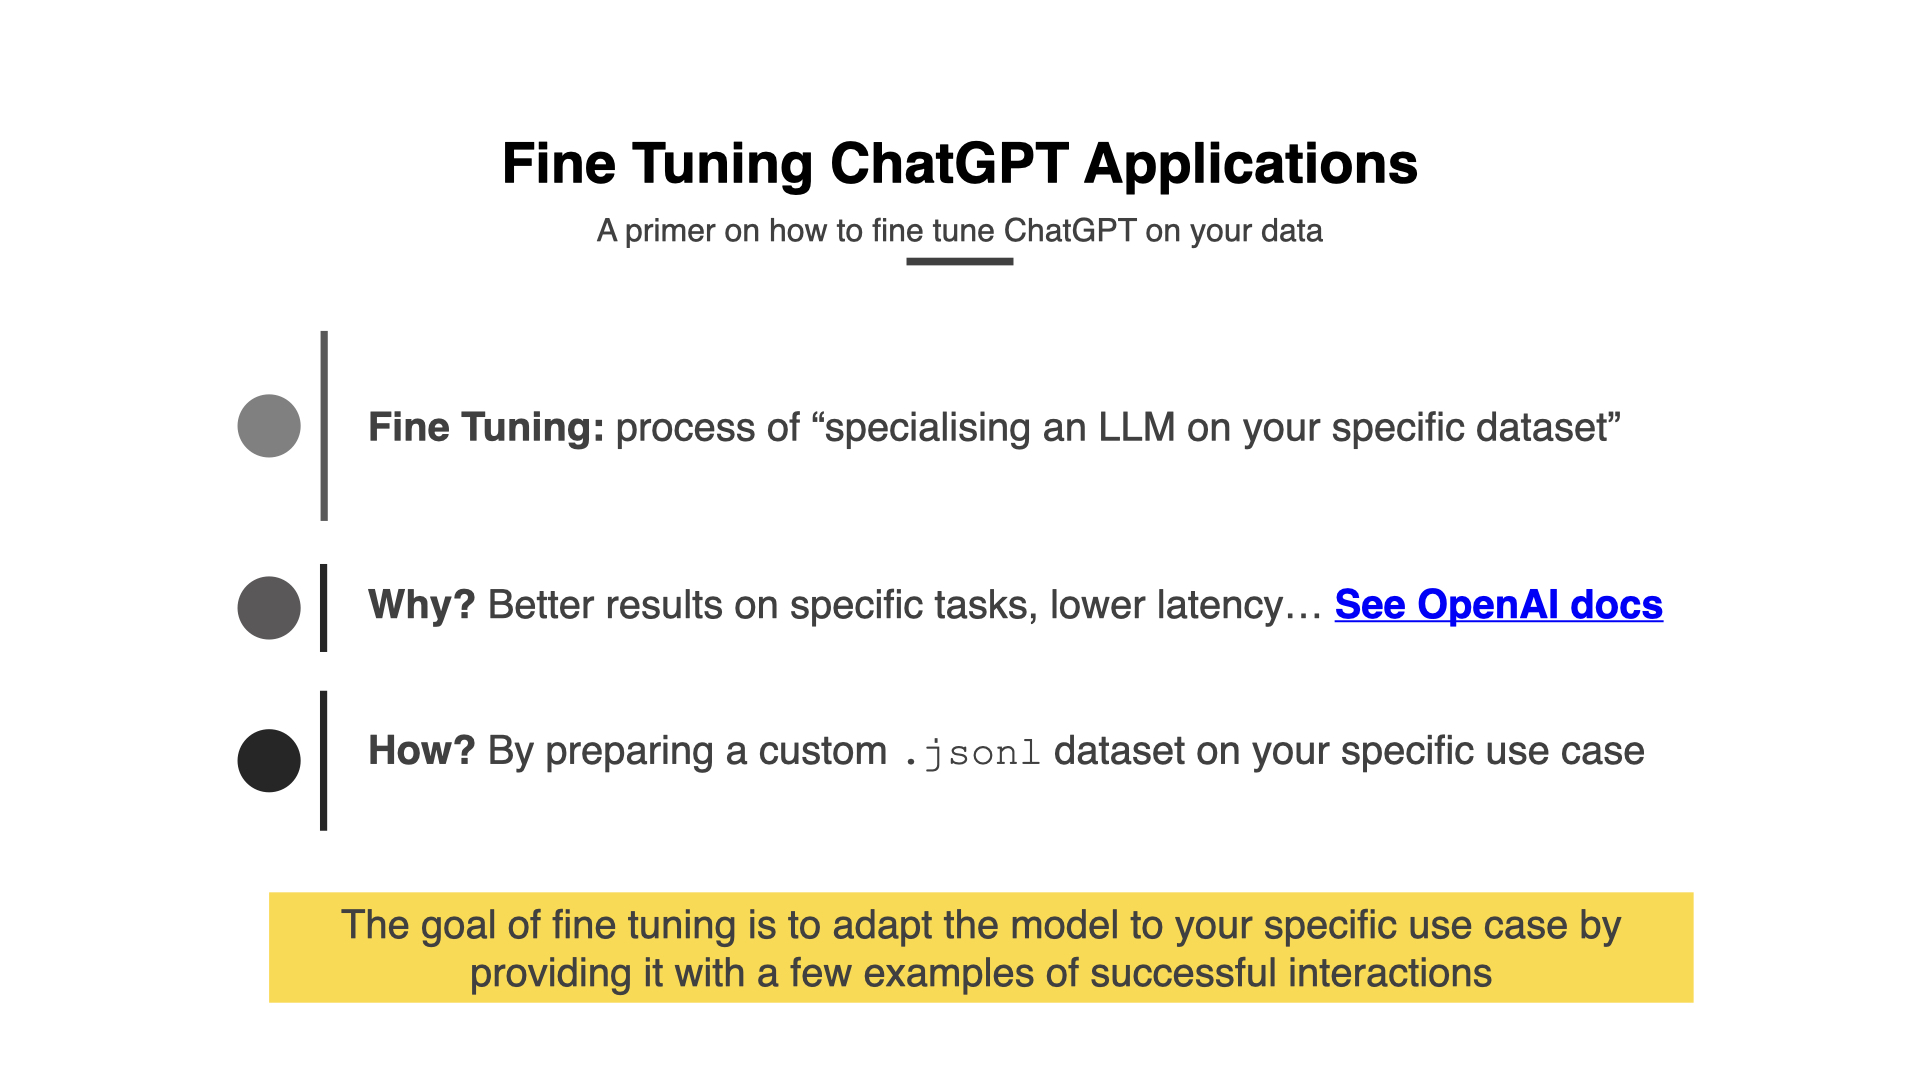 Fine Tuning ChatGPT Applications
A primer on how to fine tune ChatGPT on your data
Fine Tuning: process of “specialising an LLM on your specific dataset”
Why? Better results on specific tasks, lower latency… See OpenAI docs
How? By preparing a custom .jsonl dataset on your specific use case
The goal of fine tuning is to adapt the model to your specific use case by
providing it with a few examples of successful interactions